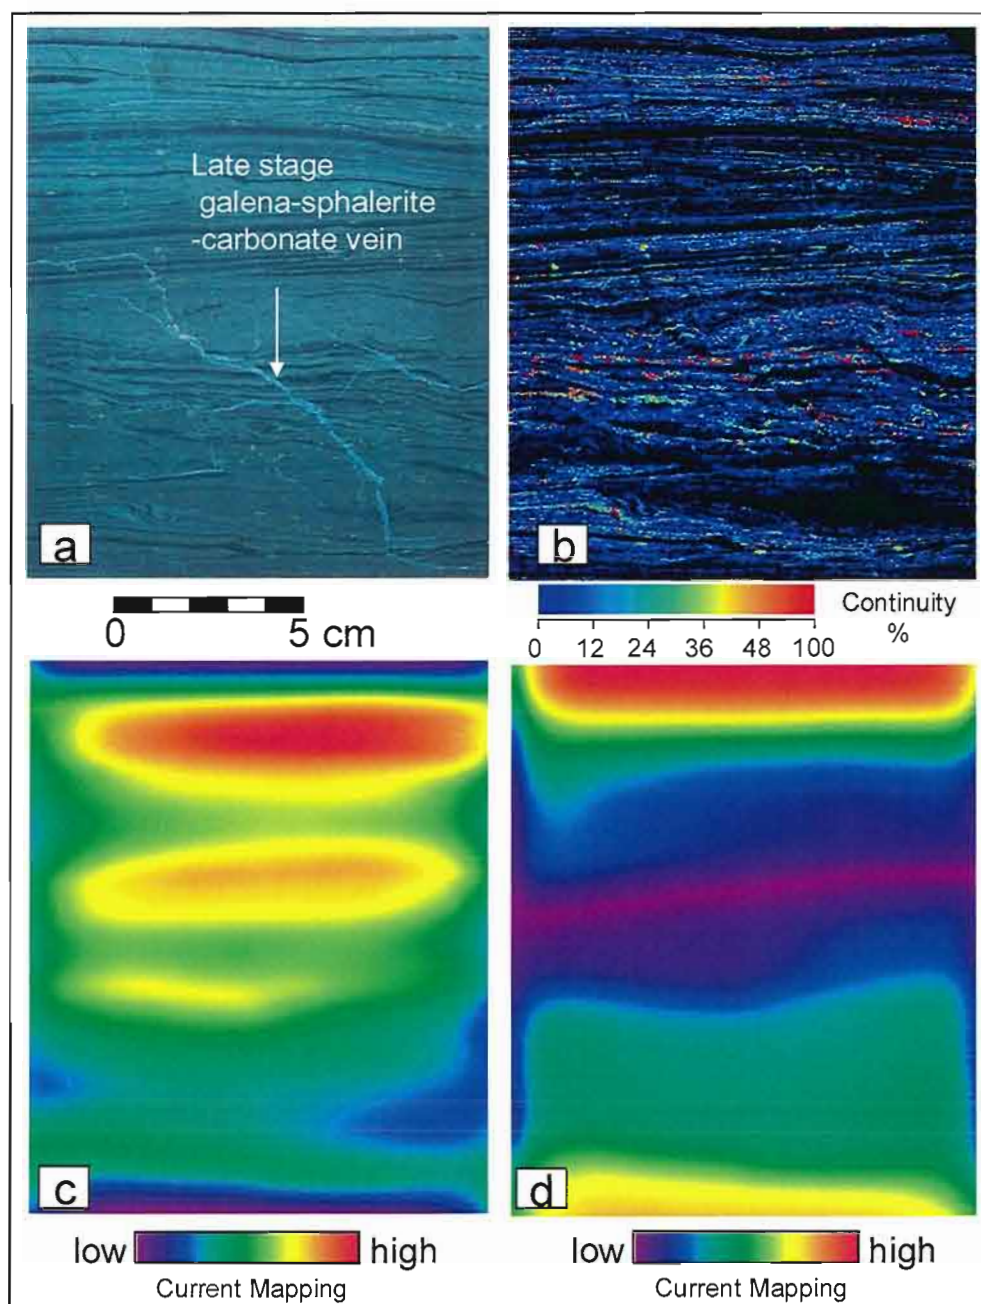 Late stage
galena-sphalerite
-carbonate vein
a
b
0 5 cm
Continuity
%
0 12 24 36 48 100
c
d
low high
Current Mapping
low high
Current Mapping